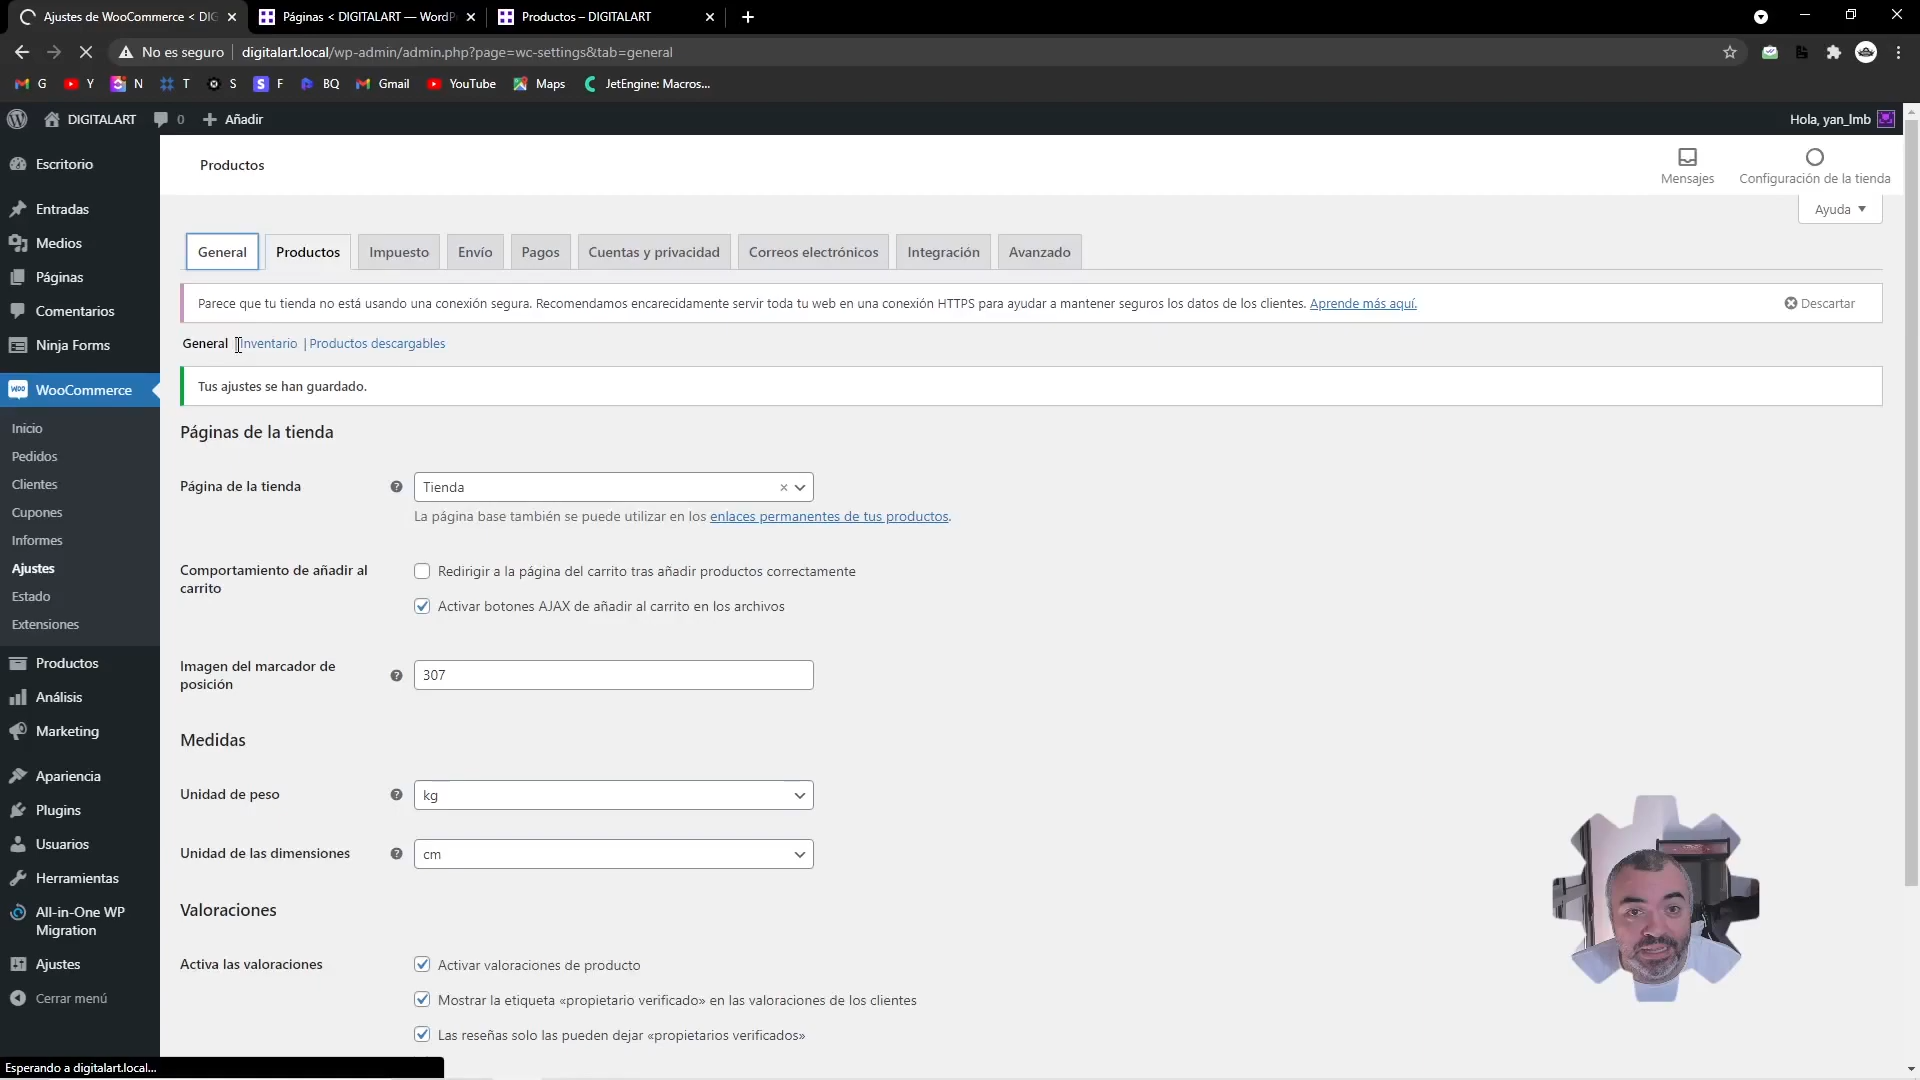 Ajustes de WooCommerce < DIG
Páginas < DIGITALART — WordP
Productos – DIGITALART
No es seguro
digitalart.local/wp-admin/admin.php?page=wc-settings&tab=general
G
Y
N
T
S
F
BQ
Gmail
YouTube
Maps
JetEngine: Macros...
DIGITALART
0
Añadir
Hola, yan_lmb
Escritorio
Entradas
Medios
Páginas
Comentarios
Ninja Forms
WooCommerce
Inicio
Pedidos
Clientes
Cupones
Informes
Ajustes
Estado
Extensiones
Productos
Análisis
Marketing
Apariencia
Plugins
Usuarios
Herramientas
All-in-One WP
Migration
Ajustes
Cerrar menú
Productos
Mensajes
Configuración de la tienda
Ayuda
General
Productos
Impuesto
Envío
Pagos
Cuentas y privacidad
Correos electrónicos
Integración
Avanzado
Parece que tu tienda no está usando una conexión segura. Recomendamos encarecidamente servir toda tu web en una conexión HTTPS para ayudar a mantener seguros los datos de los clientes. Aprende más aquí.
Descartar
General | Inventario | Productos descargables
Tus ajustes se han guardado.
Páginas de la tienda
Página de la tienda
Tienda
La página base también se puede utilizar en los enlaces permanentes de tus productos.
Comportamiento de añadir al
carrito
Redirigir a la página del carrito tras añadir productos correctamente
Activar botones AJAX de añadir al carrito en los archivos
Imagen del marcador de
posición
307
Medidas
Unidad de peso
kg
Unidad de las dimensiones
cm
Valoraciones
Activa las valoraciones
Activar valoraciones de producto
Mostrar la etiqueta «propietario verificado» en las valoraciones de los clientes
Las reseñas solo las pueden dejar «propietarios verificados»
Esperando a digitalart.local...